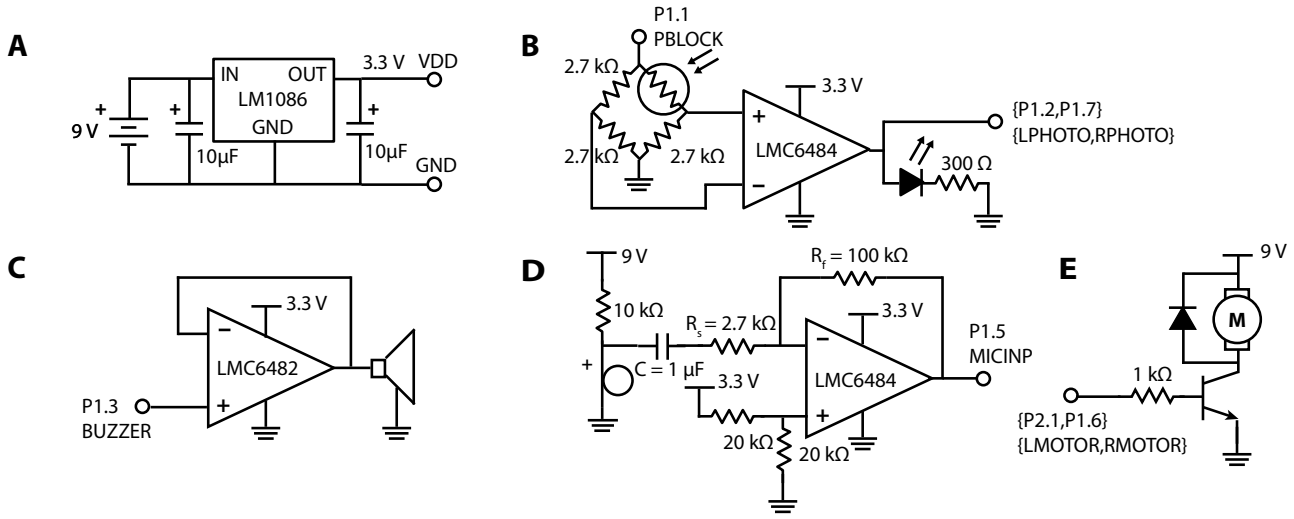 A
+
9 V
+
10μF
IN
OUT
LM1086
GND
3.3 V
VDD
+
10μF
GND
B
P1.1
PBLOCK
2.7 kΩ
2.7 kΩ
2.7 kΩ
+
−
LMC6484
3.3 V
{P1.2,P1.7}
{LPHOTO,RPHOTO}
300 Ω
C
−
+
LMC6482
3.3 V
P1.3
BUZZER
D
9 V
10 kΩ
+
C = 1 μF
Rs = 2.7 kΩ
Rf = 100 kΩ
3.3 V
−
+
LMC6484
3.3 V
20 kΩ
20 kΩ
P1.5
MICINP
E
9 V
M
1 kΩ
{P2.1,P1.6}
{LMOTOR,RMOTOR}